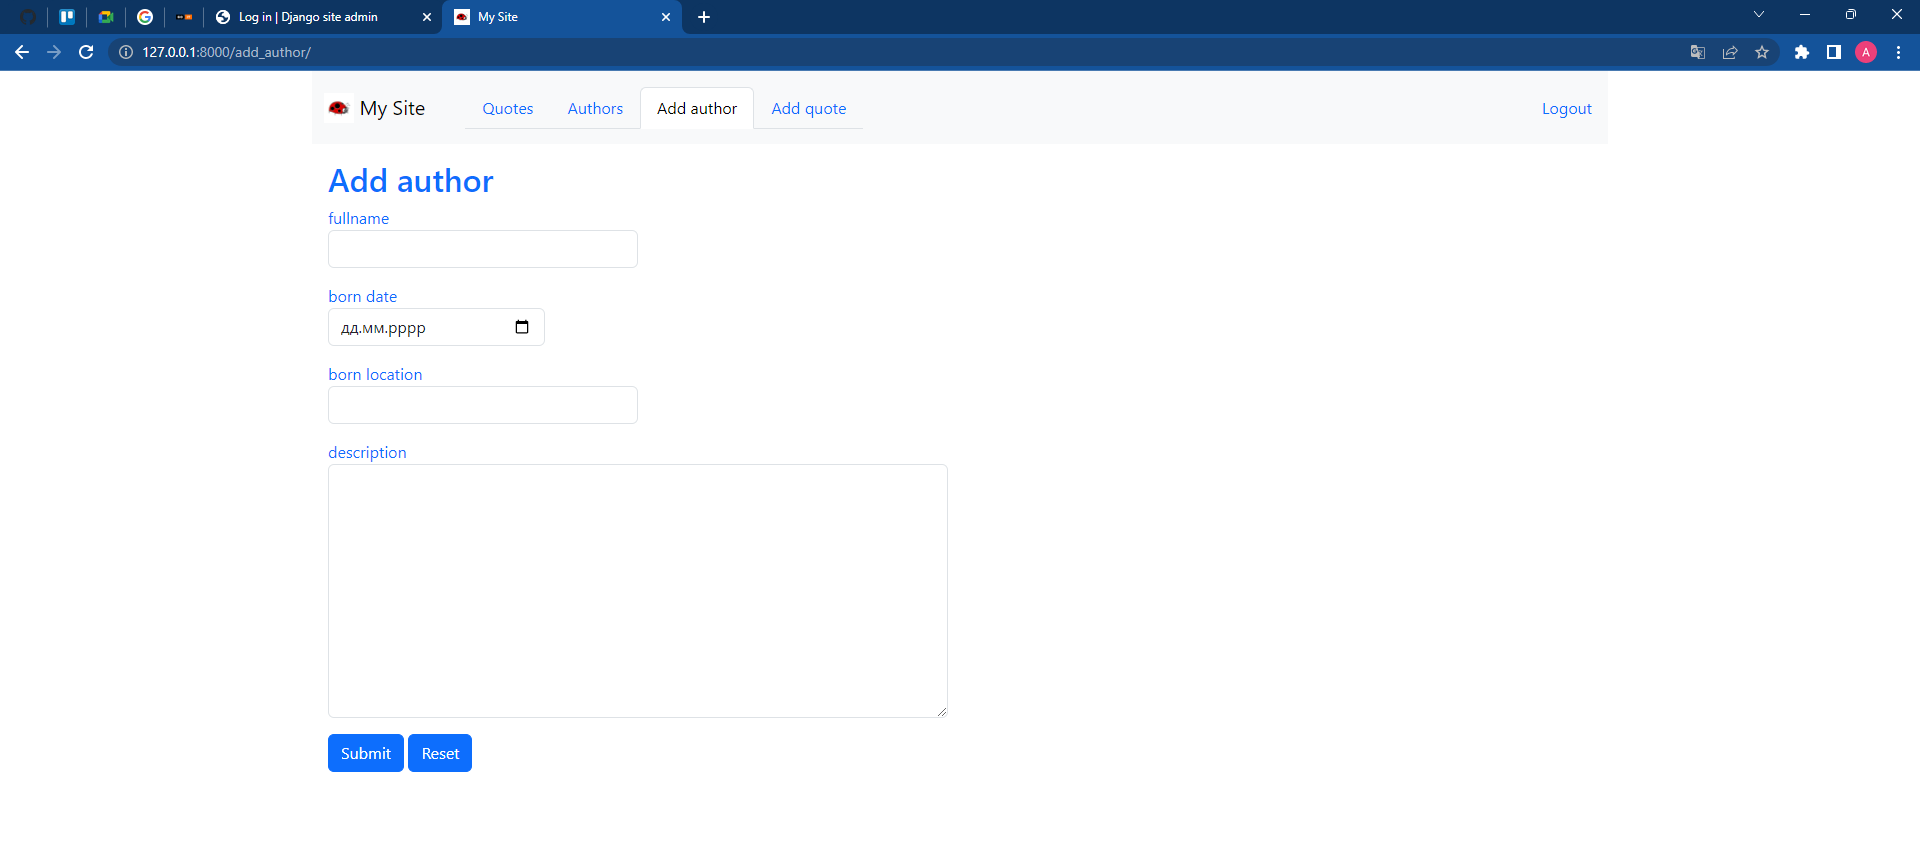 Log in | Django site admin
My Site
127.0.0.1:8000/add_author/
A
My Site
Quotes
Authors
Add author
Add quote
Logout
Add author
fullname
born date
дд.мм.рррр
born location
description
Submit
Reset